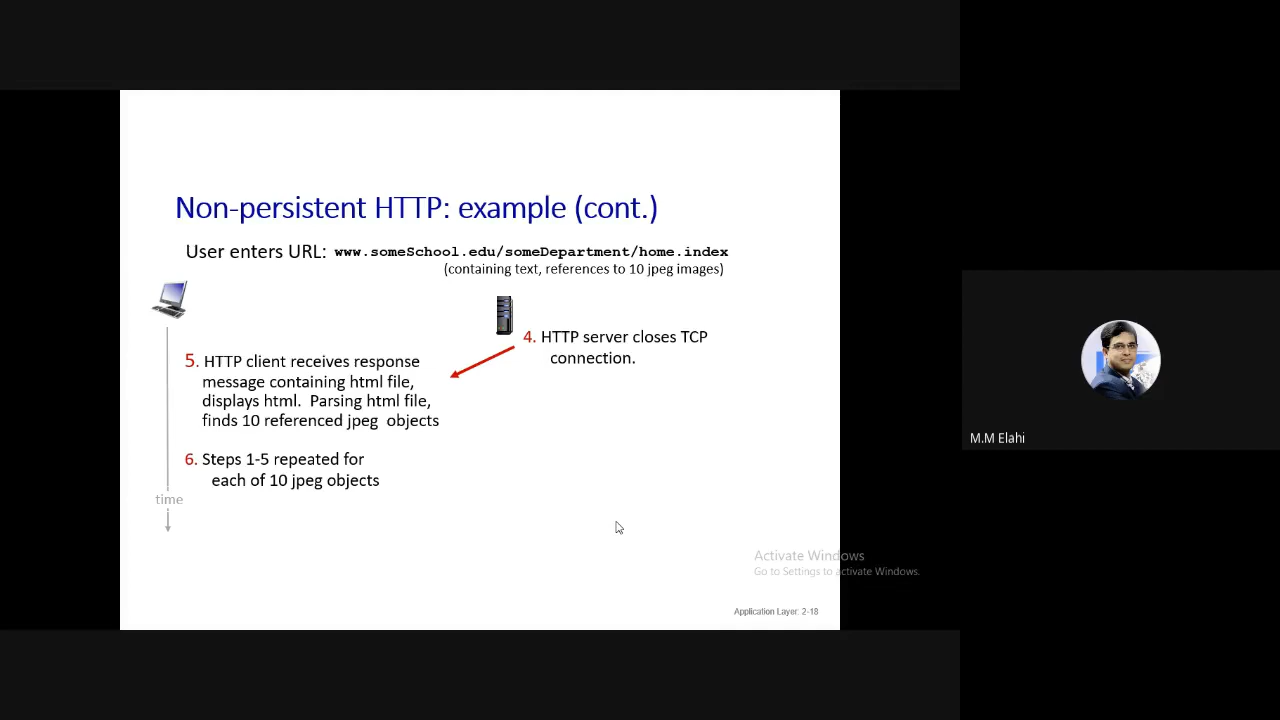 Non-persistent HTTP: example (cont.)
User enters URL: www.someSchool.edu/someDepartment/home.index
(containing text, references to 10 jpeg images)
4. HTTP server closes TCP
connection.
5. HTTP client receives response
message containing html file,
displays html. Parsing html file,
finds 10 referenced jpeg objects
6. Steps 1-5 repeated for
each of 10 jpeg objects
time
M.M Elahi
Activate Windows
Go to Settings to activate Windows.
Application Layer: 2-18